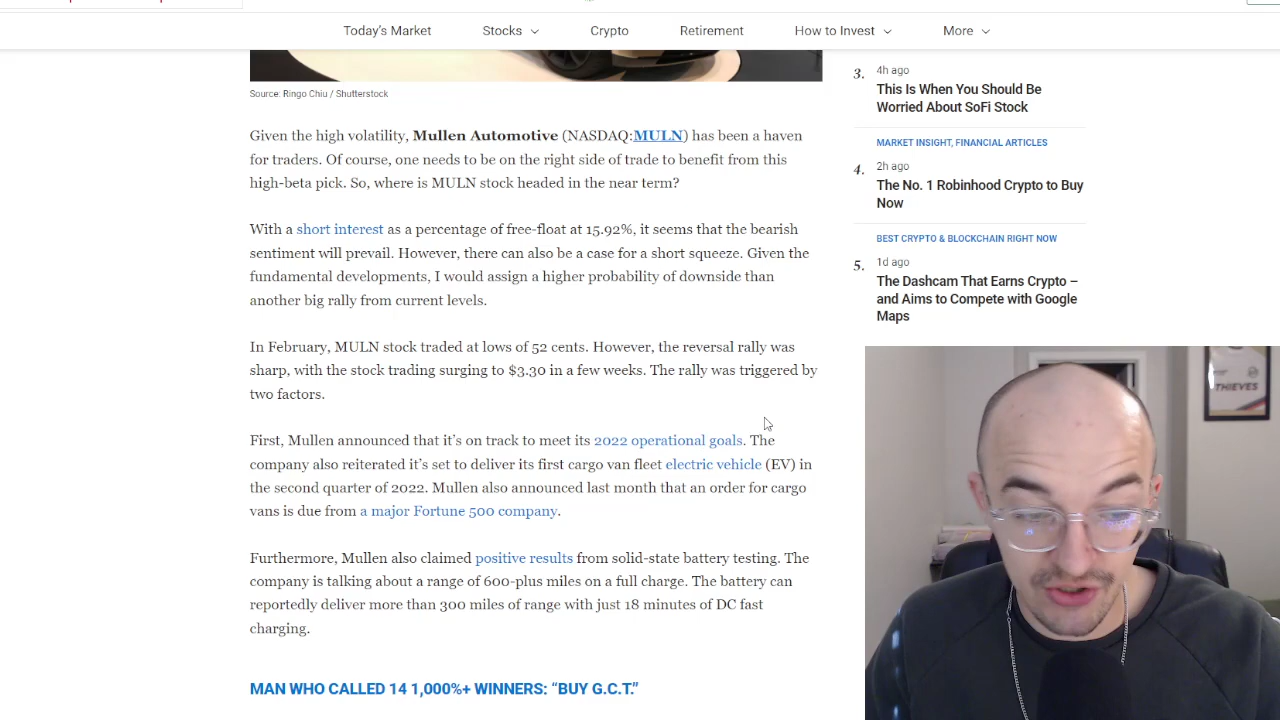 Today's Market
Stocks
Crypto
Retirement
How to Invest
More
Source: Ringo Chiu / Shutterstock
Given the high volatility, Mullen Automotive (NASDAQ:MULN) has been a haven
for traders. Of course, one needs to be on the right side of trade to benefit from this
high-beta pick. So, where is MULN stock headed in the near term?
With a short interest as a percentage of free-float at 15.92%, it seems that the bearish
sentiment will prevail. However, there can also be a case for a short squeeze. Given the
fundamental developments, I would assign a higher probability of downside than
another big rally from current levels.
In February, MULN stock traded at lows of 52 cents. However, the reversal rally was
sharp, with the stock trading surging to $3.30 in a few weeks. The rally was triggered by
two factors.
First, Mullen announced that it's on track to meet its 2022 operational goals. The
company also reiterated it's set to deliver its first cargo van fleet electric vehicle (EV) in
the second quarter of 2022. Mullen also announced last month that an order for cargo
vans is due from a major Fortune 500 company.
Furthermore, Mullen also claimed positive results from solid-state battery testing. The
company is talking about a range of 600-plus miles on a full charge. The battery can
reportedly deliver more than 300 miles of range with just 18 minutes of DC fast
charging.
MAN WHO CALLED 14 1,000%+ WINNERS: “BUY G.C.T.”
3.
4h ago
This Is When You Should Be
Worried About SoFi Stock
MARKET INSIGHT, FINANCIAL ARTICLES
4.
2h ago
The No. 1 Robinhood Crypto to Buy
Now
BEST CRYPTO & BLOCKCHAIN RIGHT NOW
5.
1d ago
The Dashcam That Earns Crypto –
and Aims to Compete with Google
Maps
THIEVES